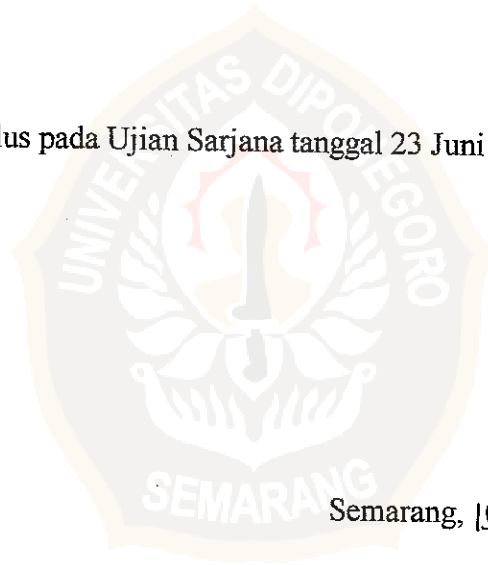 UNIVERSITAS DIPONEGORO
lus pada Ujian Sarjana tanggal 23 Juni
SEMARANG
Semarang,